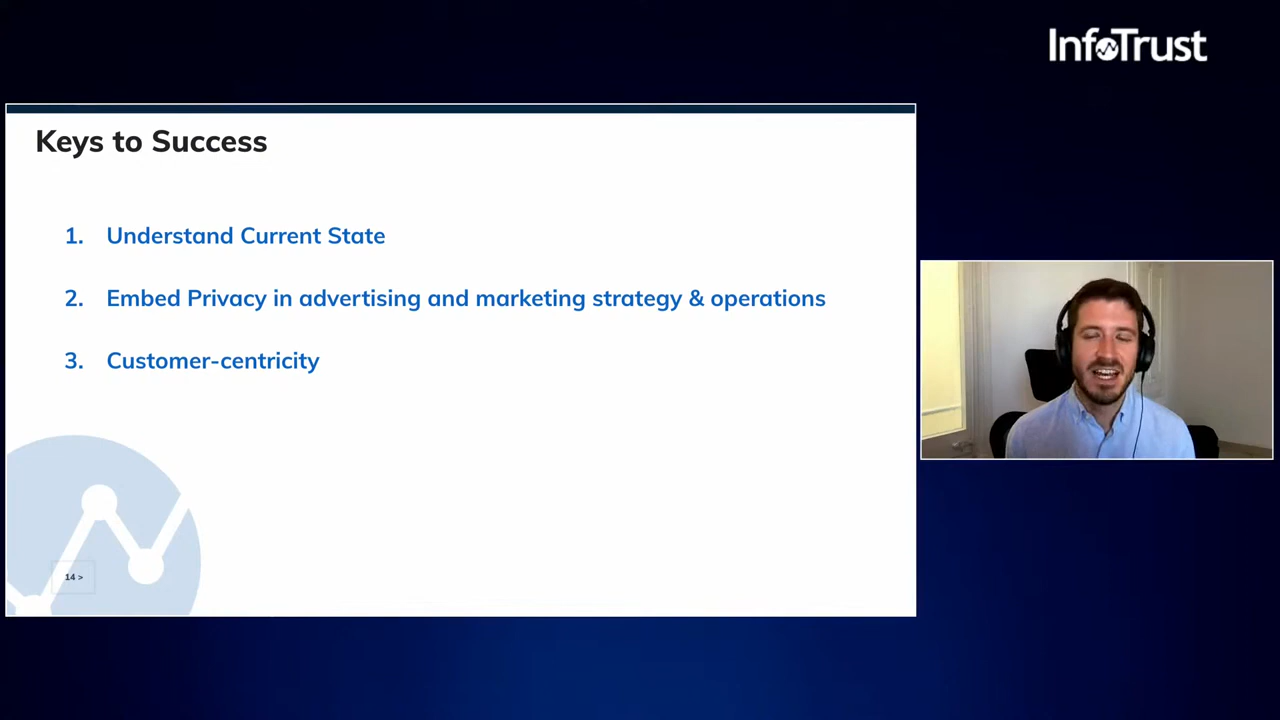 InfoTrust
Keys to Success
1. Understand Current State
2. Embed Privacy in advertising and marketing strategy & operations
3. Customer-centricity
14 >